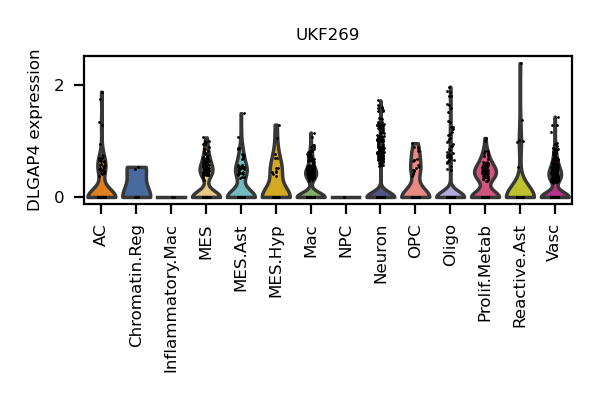 UKF269
DLGAP4 expression
2
0
AC
Chromatin.Reg
Inflammatory.Mac
MES
MES.Ast
MES.Hyp
Mac
NPC
Neuron
OPC
Oligo
Prolif.Metab
Reactive.Ast
Vasc